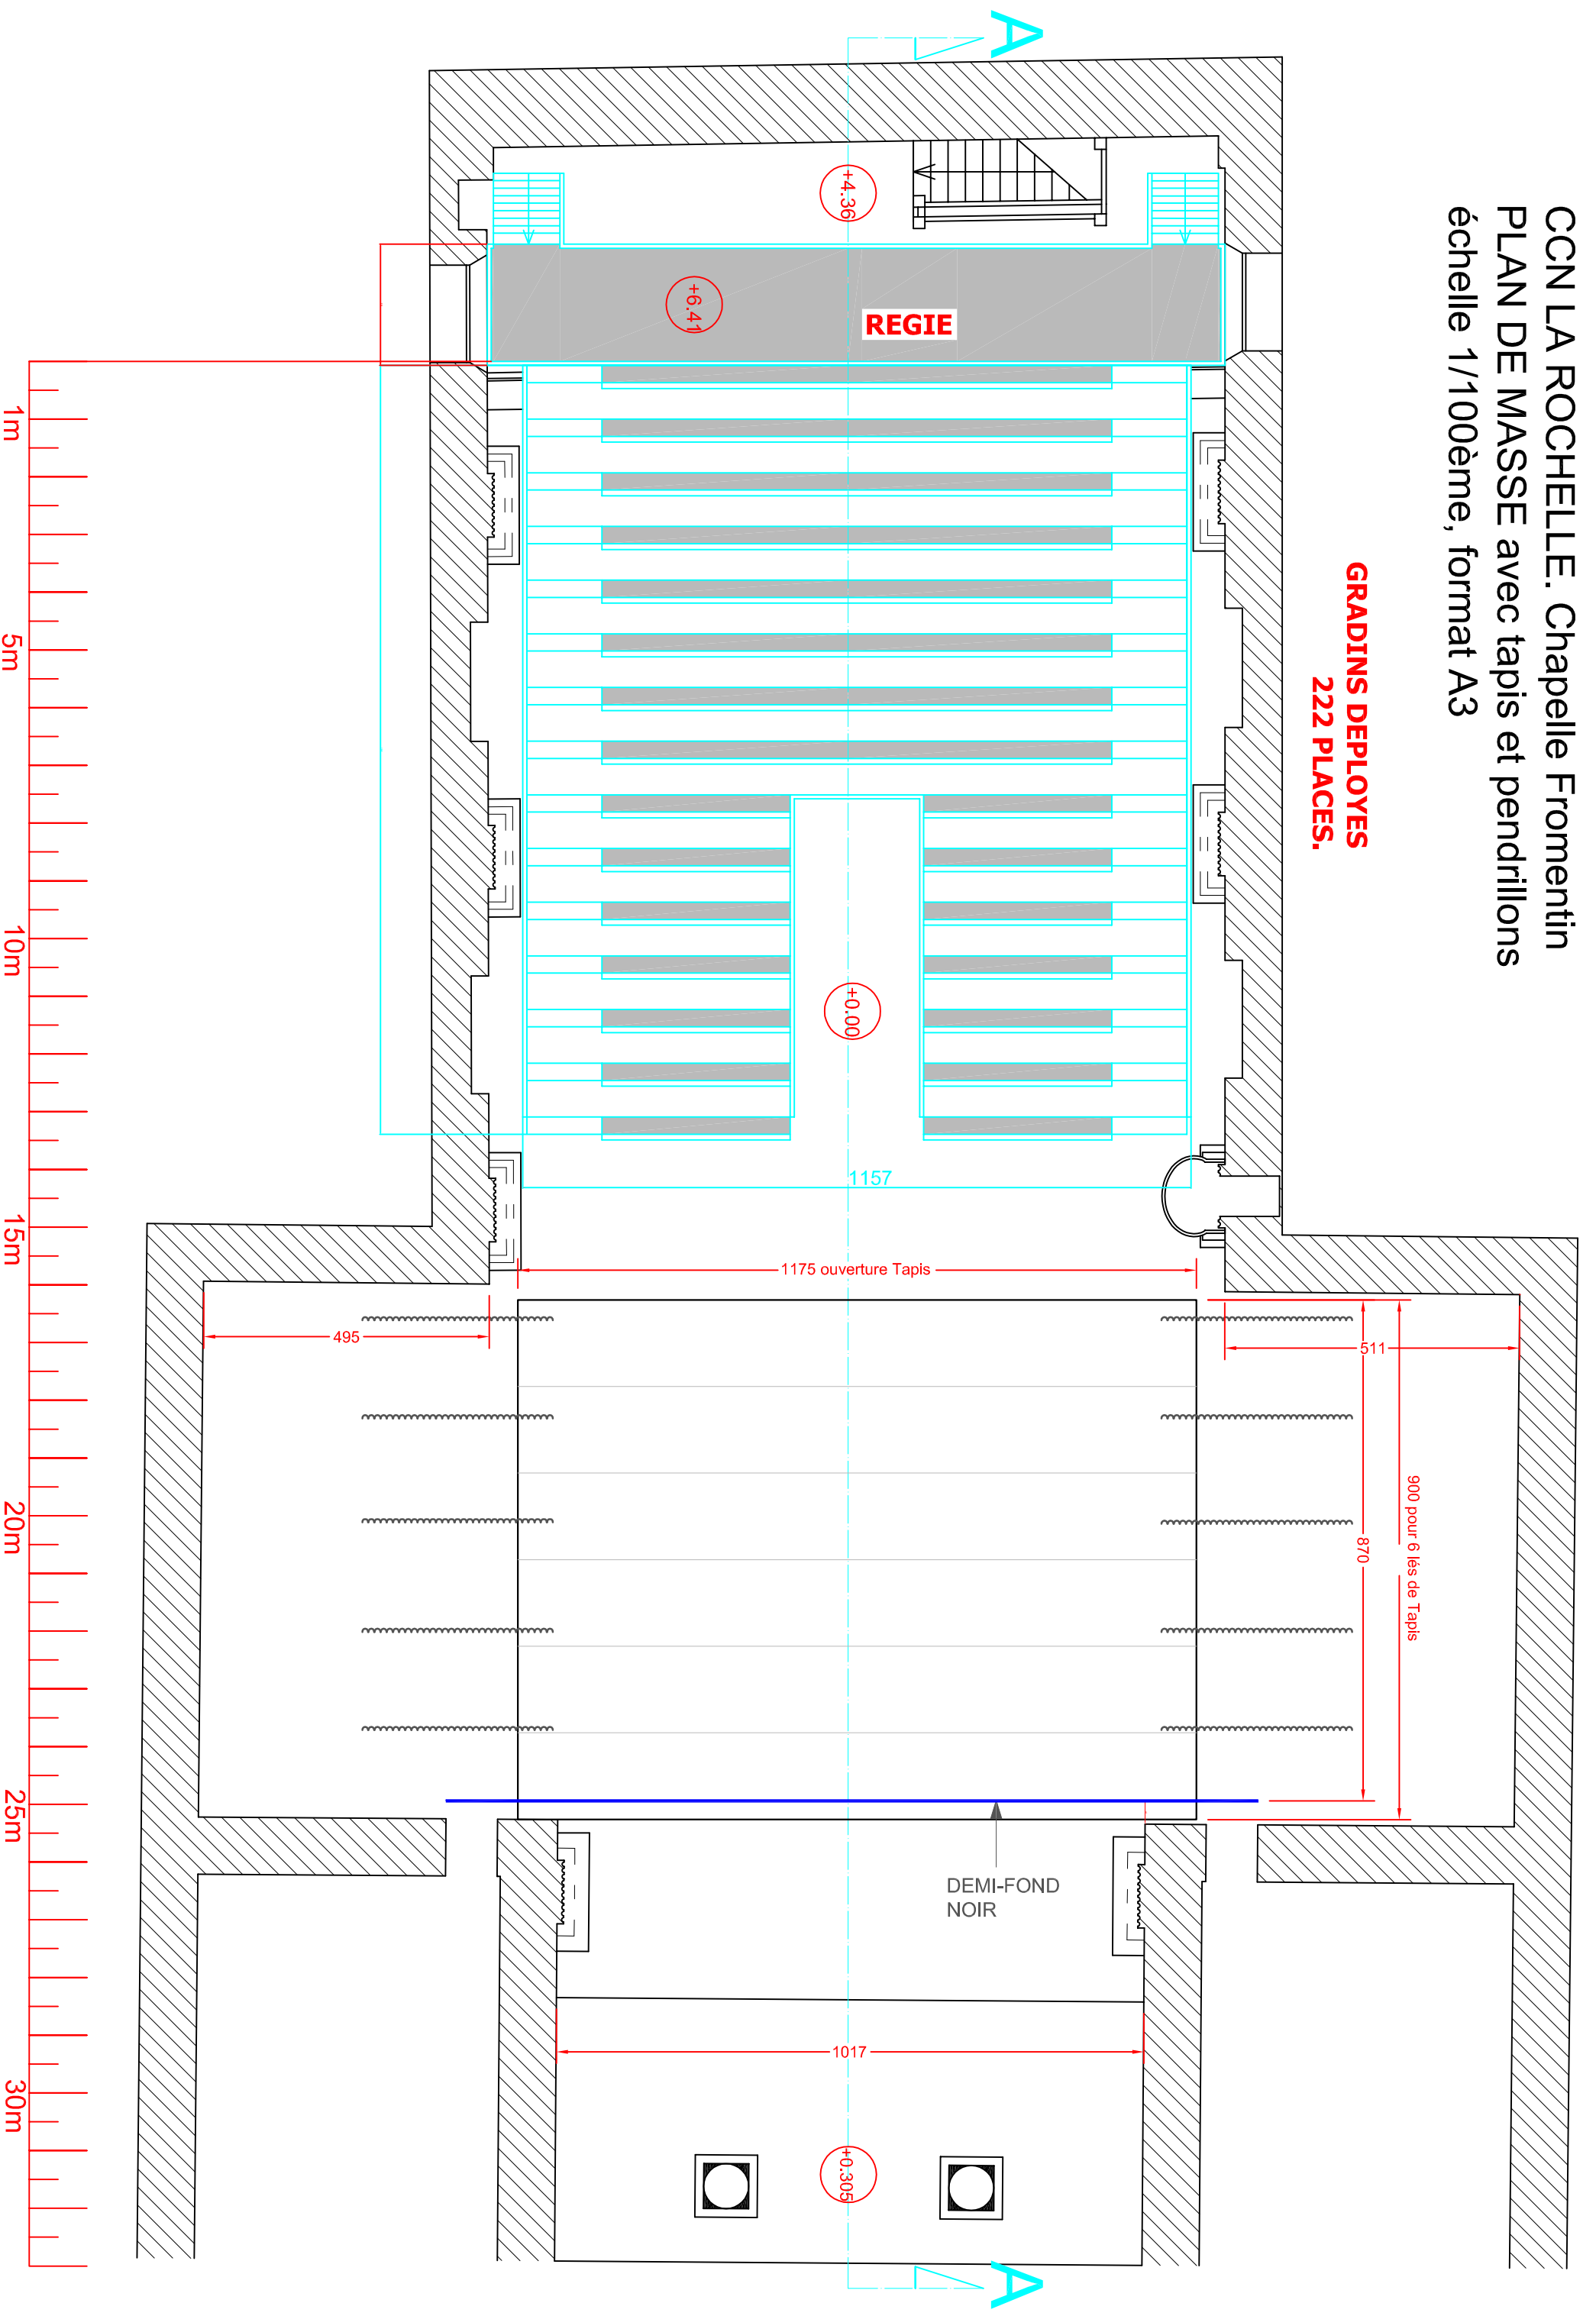 CCN LA ROCHELLE. Chapelle Fromentin
PLAN DE MASSE avec tapis et pendrillons
échelle 1/100ème, format A3
GRADINS DEPLOYES
222 PLACES.
A
+4.36
+6.41
REGIE
+0.00
1157
1175 ouverture Tapis
495
511
870
900 pour 6 lés de Tapis
DEMI-FOND
NOIR
1017
+0.305
A
1m
5m
10m
15m
20m
25m
30m